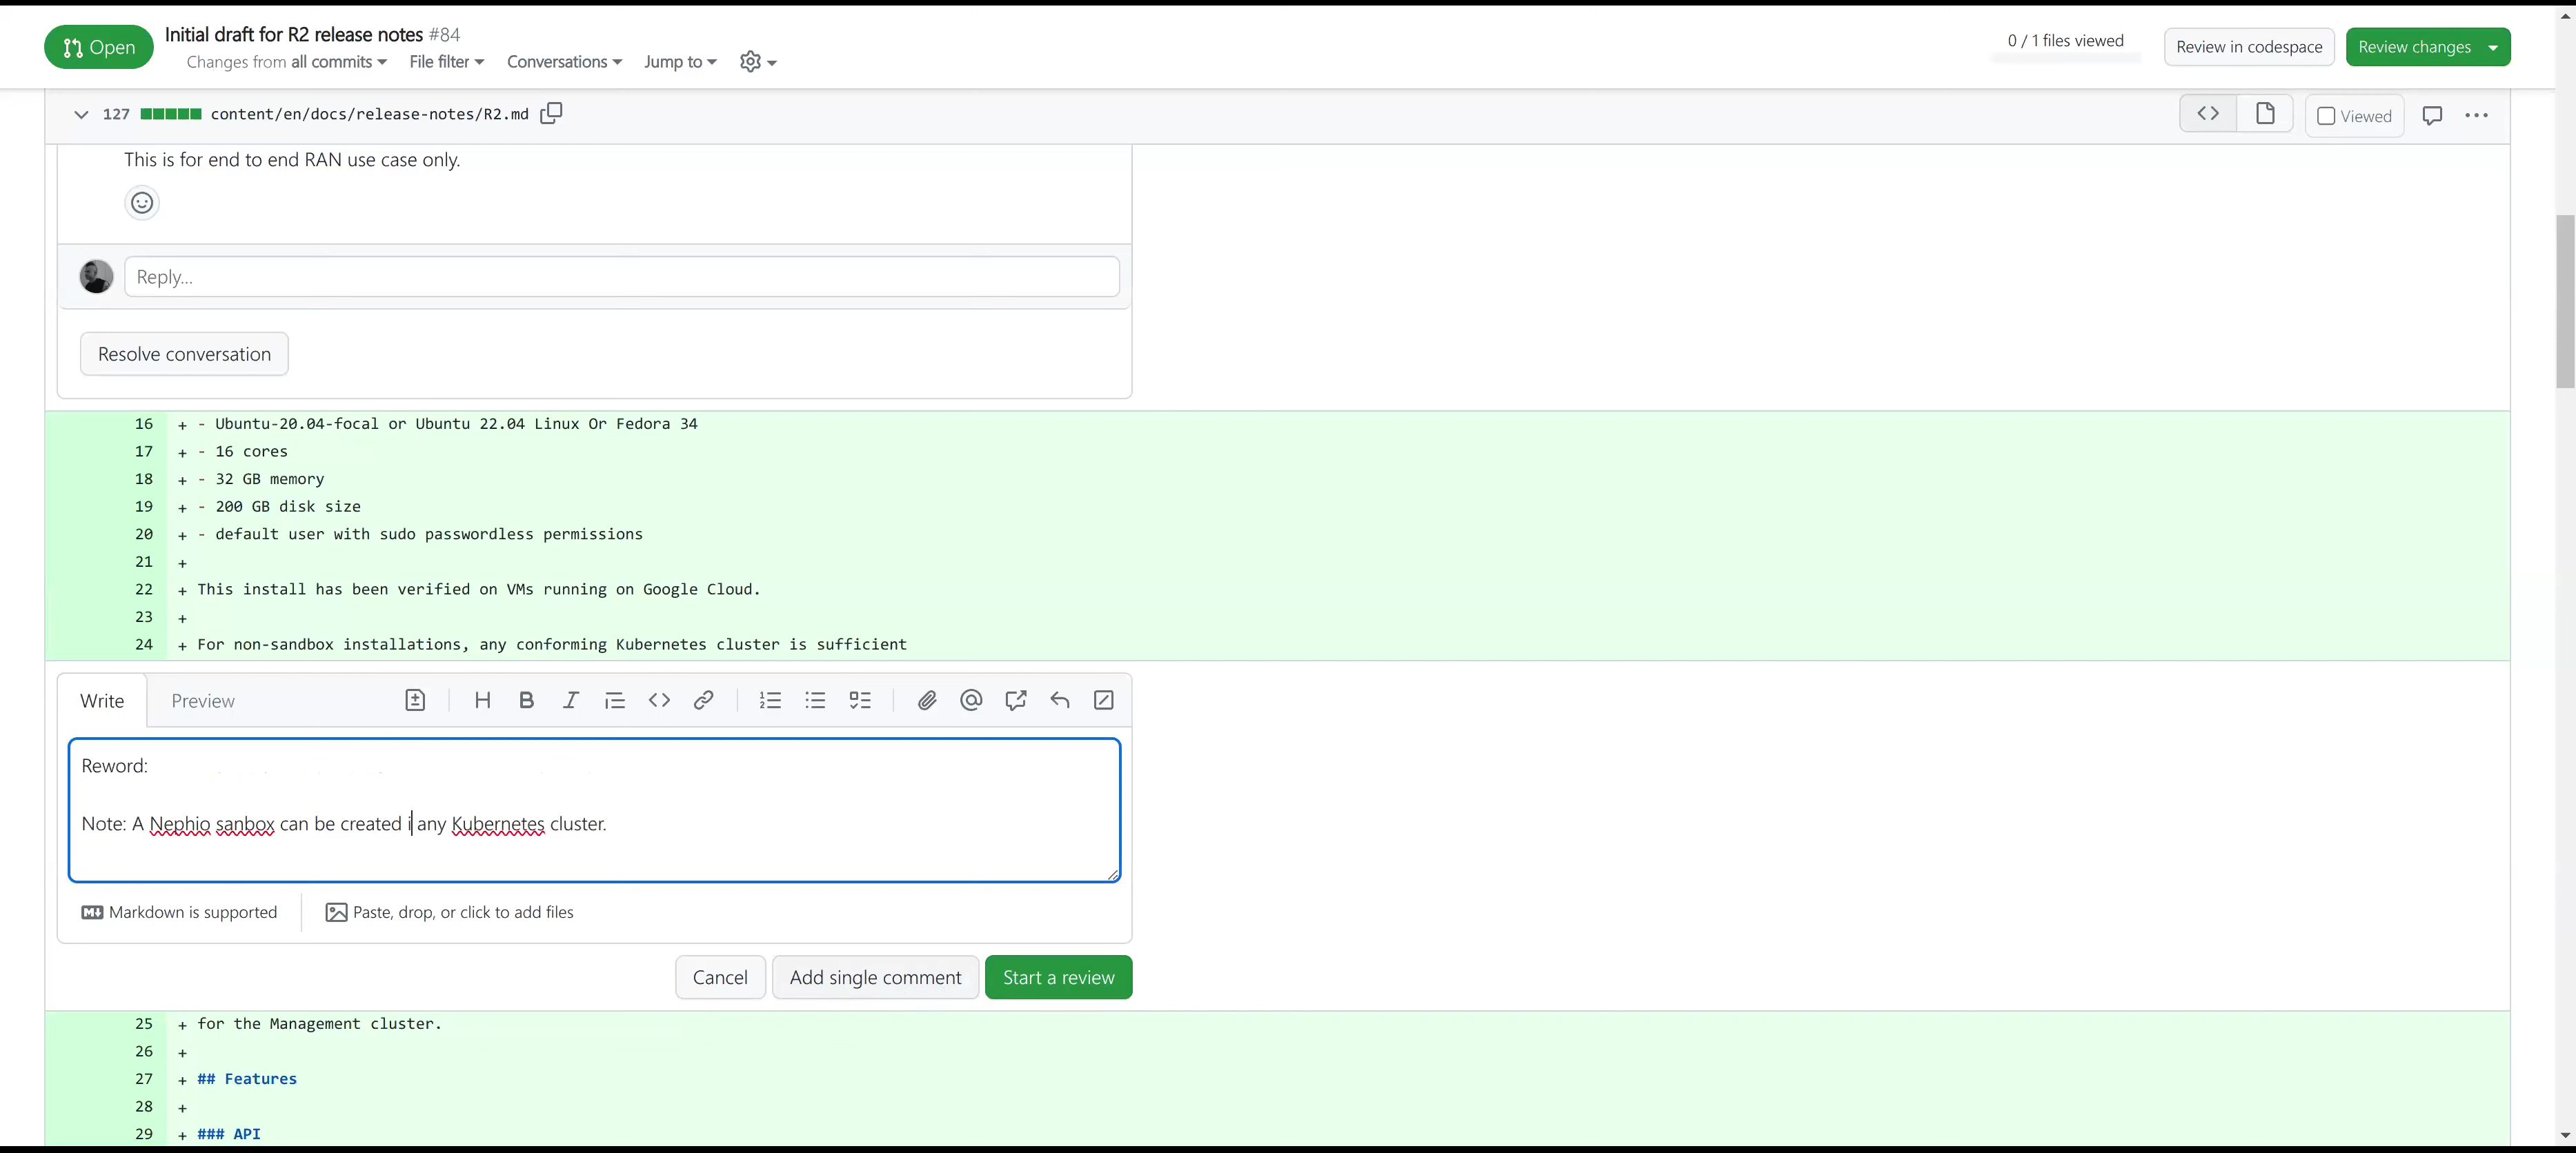 Open
Initial draft for R2 release notes #84
Changes from all commits
File filter
Conversations
Jump to
0 / 1 files viewed
Review in codespace
Review changes
127
content/en/docs/release-notes/R2.md
Viewed
This is for end to end RAN use case only.
Reply...
Resolve conversation
16 + - Ubuntu-20.04-focal or Ubuntu 22.04 Linux Or Fedora 34
17 + - 16 cores
18 + - 32 GB memory
19 + - 200 GB disk size
20 + - default user with sudo passwordless permissions
21 +
22 + This install has been verified on VMs running on Google Cloud.
23 +
24 + For non-sandbox installations, any conforming Kubernetes cluster is sufficient
Write
Preview
Reword:
Note: A Nephio sanbox can be created i any Kubernetes cluster.
Markdown is supported
Paste, drop, or click to add files
Cancel
Add single comment
Start a review
25 + for the Management cluster.
26 +
27 + ## Features
28 +
29 + ### API